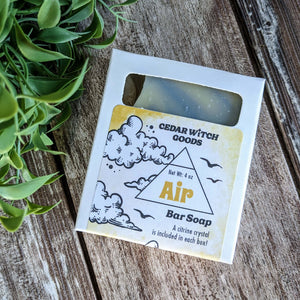 CEDAR WITCH
GOODS
Net Wt: 4 oz
Air
Bar Soap
A citrine crystal
is included in each box!